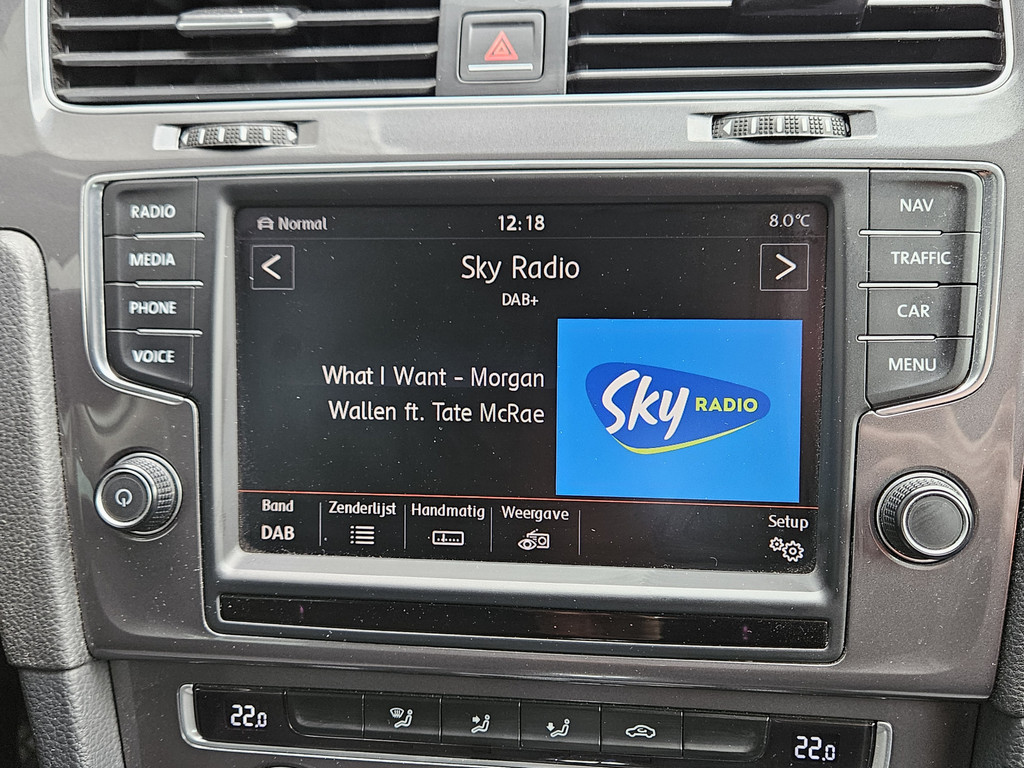 RADIO
MEDIA
PHONE
VOICE
Normal 12:18 8.0°C
< Sky Radio >
DAB+
What I Want - Morgan
Wallen ft. Tate McRae
Sky RADIO
Band Zenderlijst Handmatig Weergave Setup
DAB
NAV
TRAFFIC
CAR
MENU
22.0 22.0